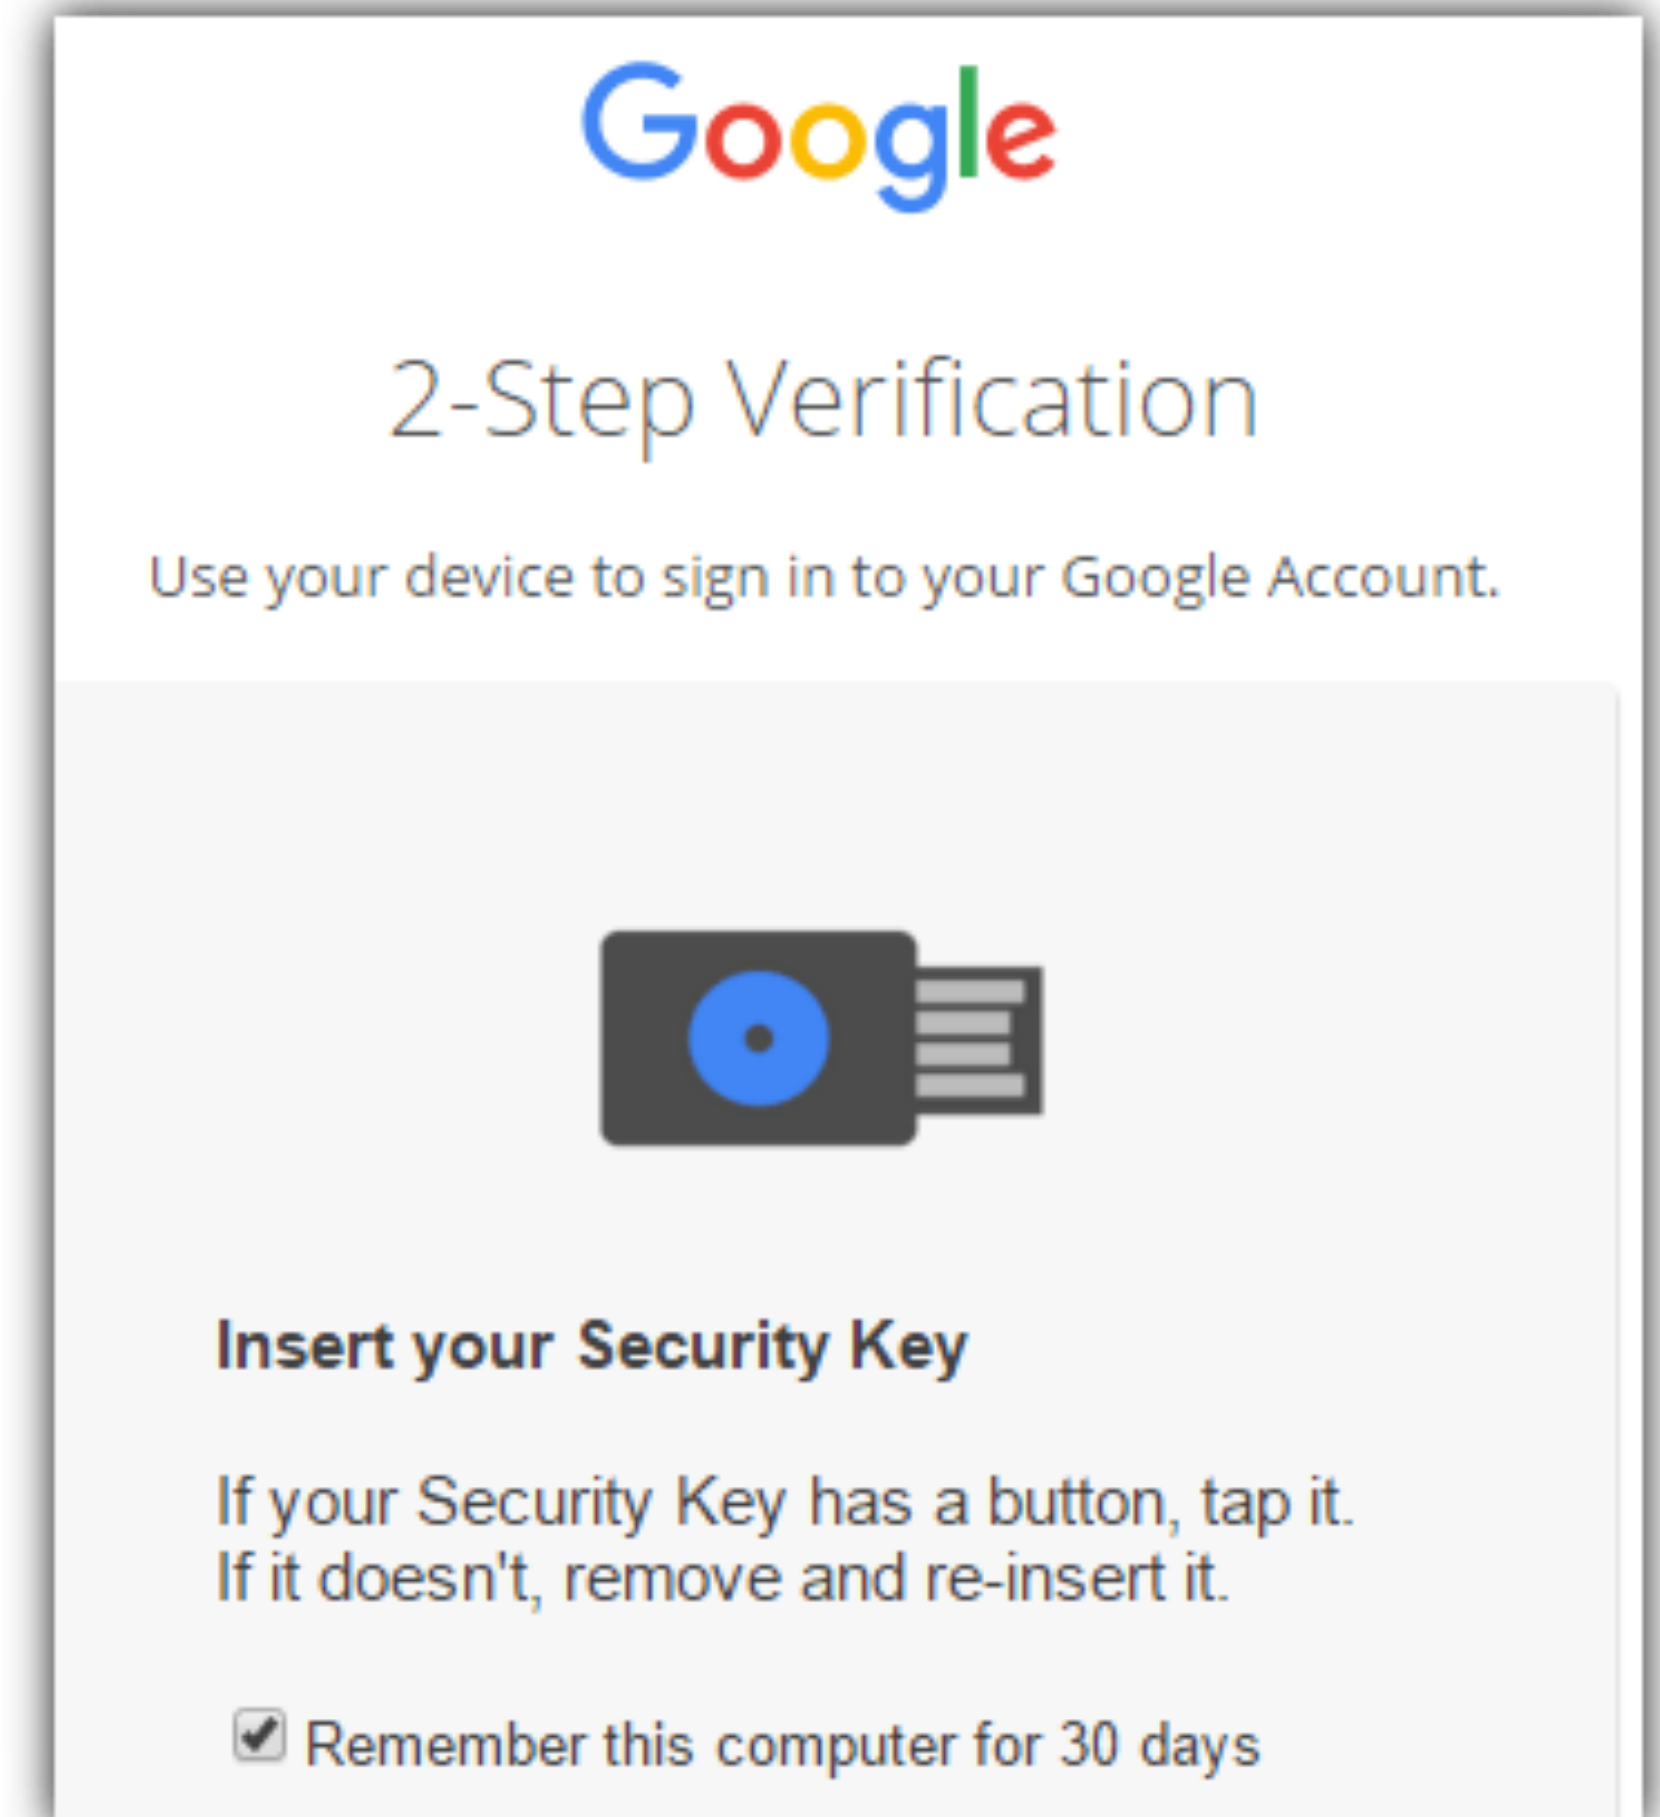 Google
2-Step Verification
Use your device to sign in to your Google Account.
Insert your Security Key
If your Security Key has a button, tap it.
If it doesn't, remove and re-insert it.
Remember this computer for 30 days